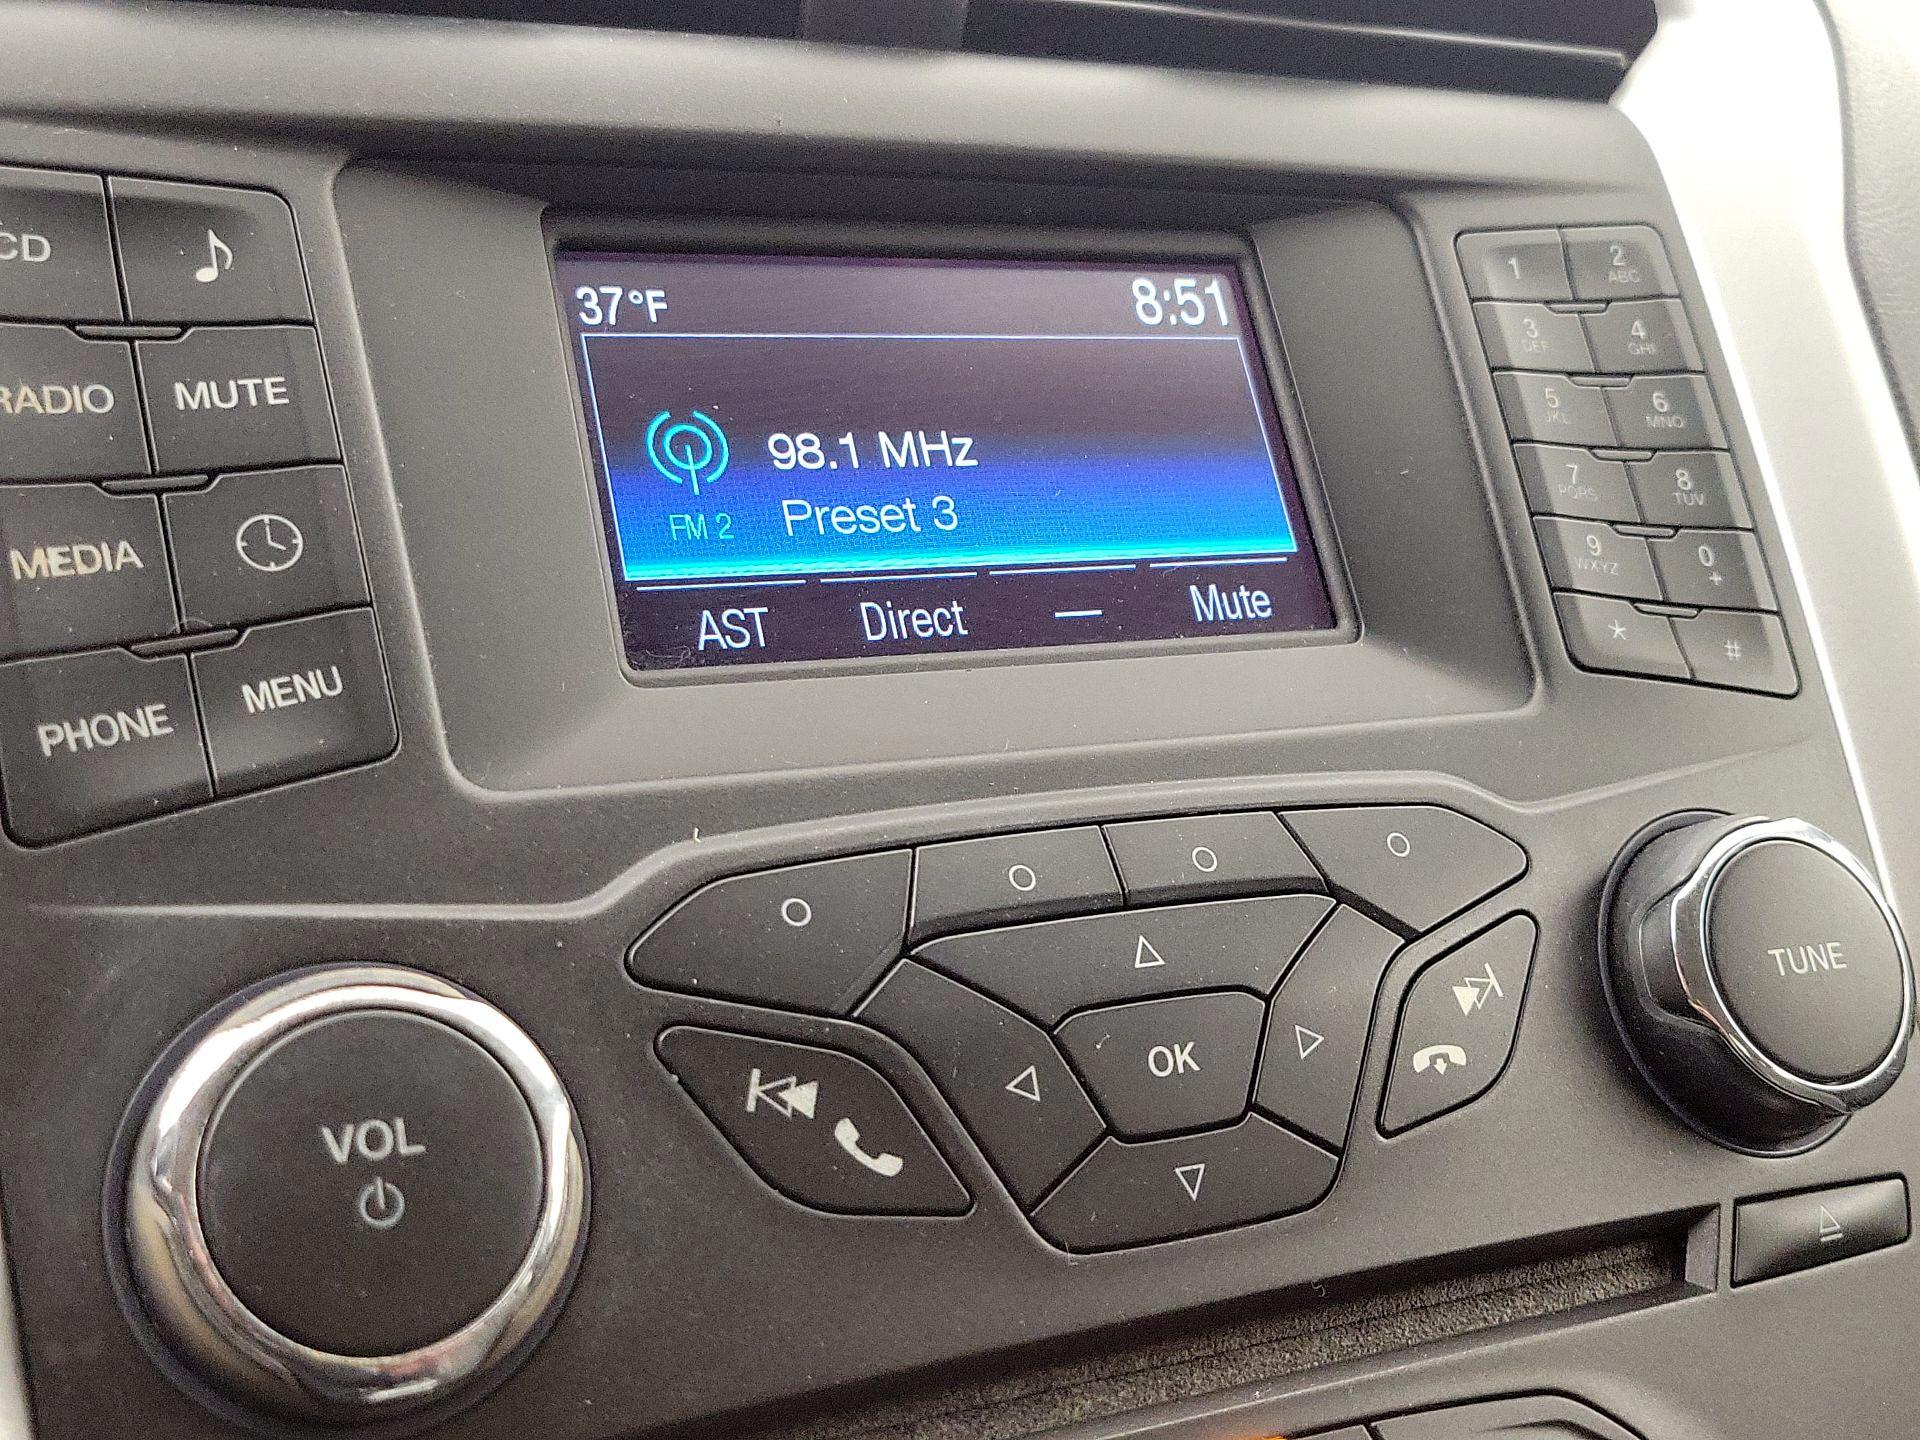 CD
RADIO
MUTE
MEDIA
PHONE
MENU
37°F
8:51
98.1 MHz
FM 2
Preset 3
AST
Direct
—
Mute
1
2
ABC
3
DEF
4
GHI
5
JKL
6
MNO
7
PQRS
8
TUV
9
WXYZ
0
+
*
#
VOL
OK
TUNE